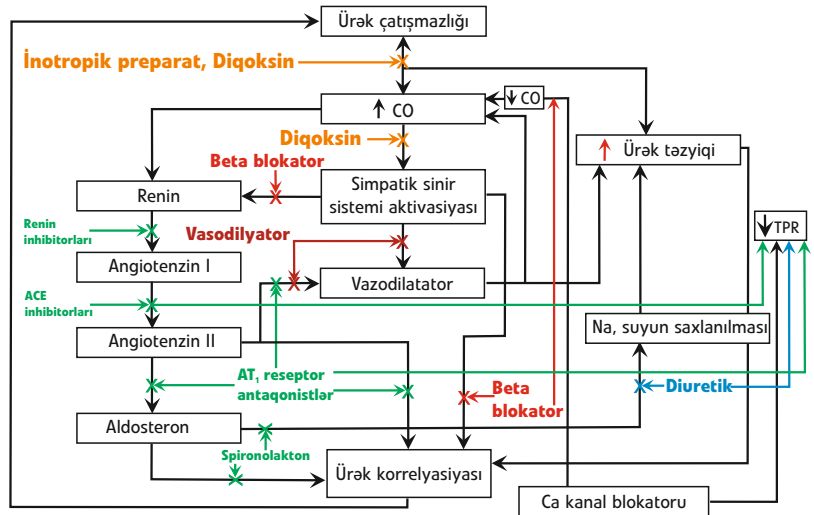 Ürək çatışmazlığı
İnotropik preparat, Diqoksin
↑ CO
↓ CO
Diqoksin
Beta blokator
↑ Ürək təzyiqi
Renin
Simpatik sinir
sistemi aktivasiyası
Renin
inhibitorları
Vasodilyator
↓TPR
Angiotenzin I
Vazodilatator
ACE
inhibitorları
Na, suyun saxlanılması
Angiotenzin II
AT₁ reseptor
antaqonistlər
Beta
blokator
Diuretik
Aldosteron
Spironolakton
Ürək korrelyasiyası
Ca kanal blokatoru